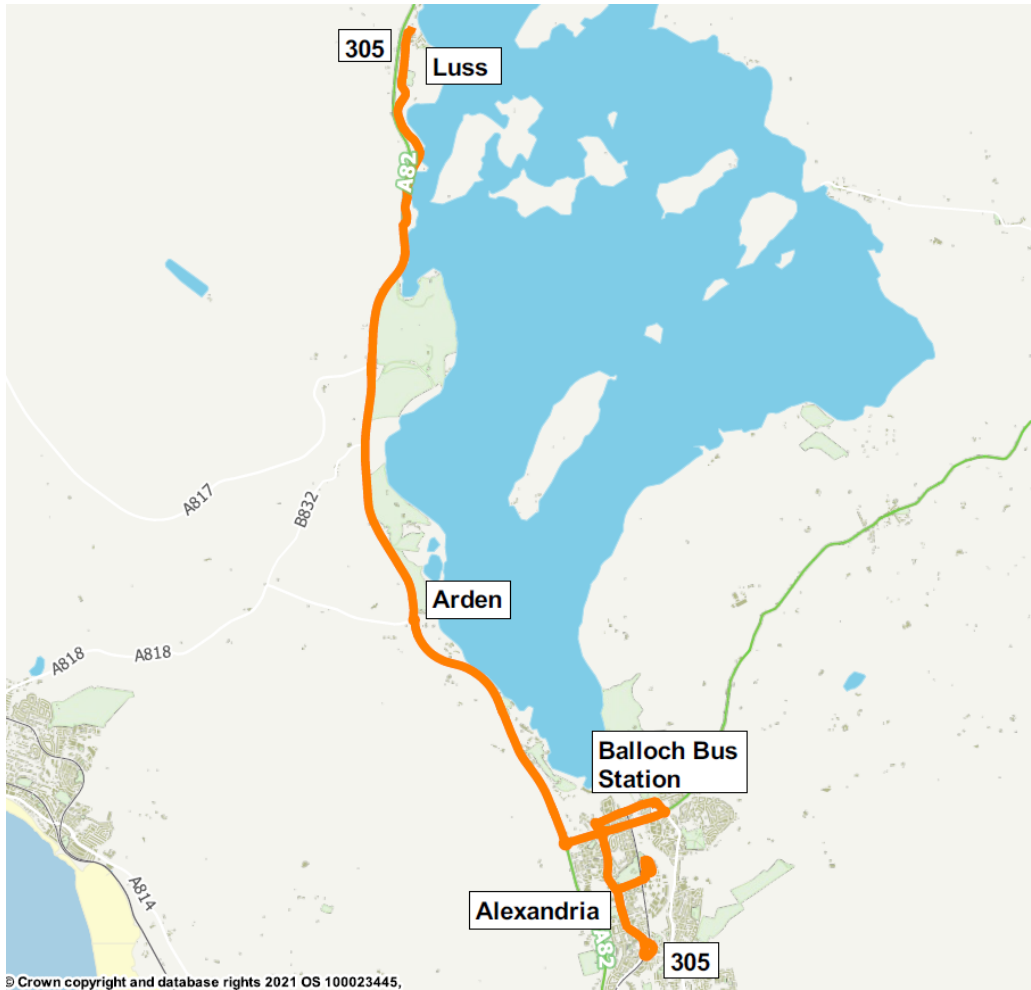 305
Luss
A82
A817
B832
Arden
A818
A818
Balloch Bus
Station
A814
Alexandria
A82
305
© Crown copyright and database rights 2021 OS 100023445,